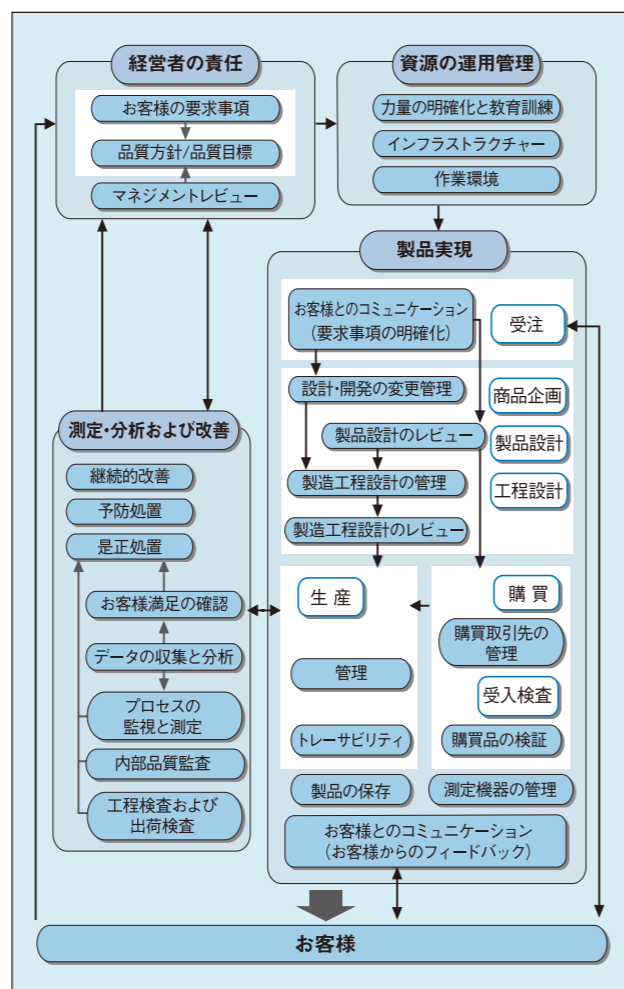 経営者の責任
お客様の要求事項
品質方針/品質目標
マネジメントレビュー
資源の運用管理
力量の明確化と教育訓練
インフラストラクチャー
作業環境
製品実現
お客様とのコミュニケーション
(要求事項の明確化)
受注
設計・開発の変更管理
商品企画
製品設計のレビュー
製品設計
製造工程設計の管理
工程設計
製造工程設計のレビュー
生 産
管理
トレーサビリティ
購 買
購買取引先の
管理
受入検査
購買品の検証
製品の保存
測定機器の管理
お客様とのコミュニケーション
(お客様からのフィードバック)
測定・分析および改善
継続的改善
予防処置
是正処置
お客様満足の確認
データの収集と分析
プロセスの
監視と測定
内部品質監査
工程検査および
出荷検査
お客様